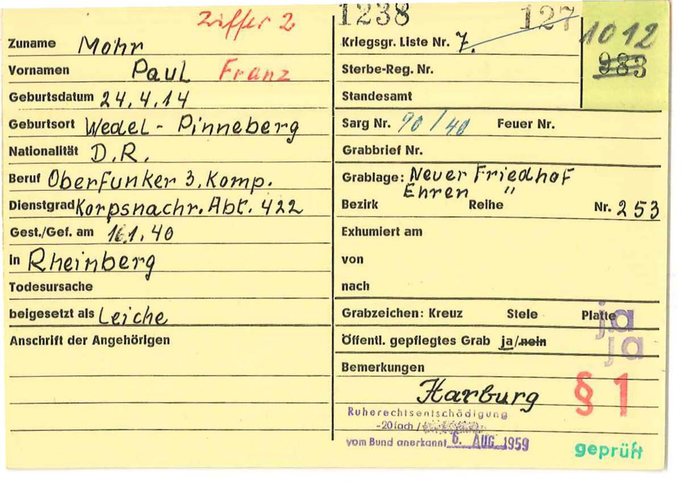 Ziffer 2
Zuname Mohr
Vornamen Paul Franz
Geburtsdatum 24.4.14
Geburtsort Wedel - Pinneberg
Nationalität D.R.
Beruf Oberfunker 3. Komp.
Dienstgrad Korpsnachr. Abt. 422
Gest./Gef. am 16.1.40
in Rheinberg
Todesursache
beigesetzt als Leiche
Anschrift der Angehörigen
1238 127
Kriegsgr. Liste Nr. 7. 1012
Sterbe-Reg. Nr. 983
Standesamt
Sarg Nr. 90/40 Feuer Nr.
Grabbrief Nr.
Grablage: Neuer Friedhof
Ehren "
Bezirk Reihe Nr. 253
Exhumiert am
von
nach
Grabzeichen: Kreuz Stele Platte ja
Öffentl. gepflegtes Grab ja/nein ja
Bemerkungen
Harburg § 1
Ruherechtsentschädigung
-20fach/
vom Bund anerkannt 6. AUG. 1959
geprüft